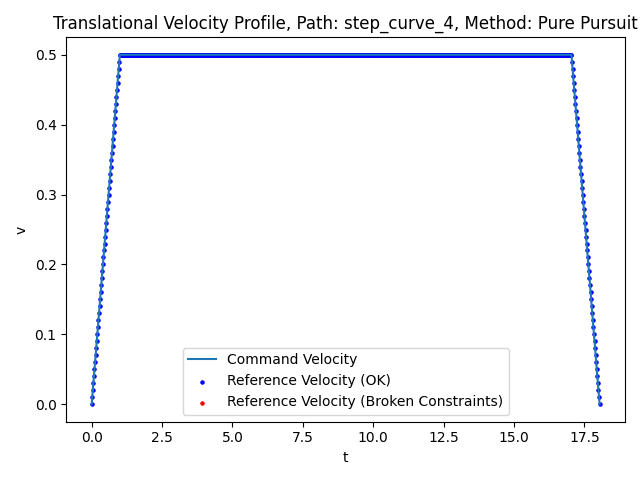 Translational Velocity Profile, Path: step_curve_4, Method: Pure Pursuit
0.5
0.4
0.3
0.2
0.1
0.0
v
Command Velocity
Reference Velocity (OK)
Reference Velocity (Broken Constraints)
0.0 2.5 5.0 7.5 10.0 12.5 15.0 17.5
t